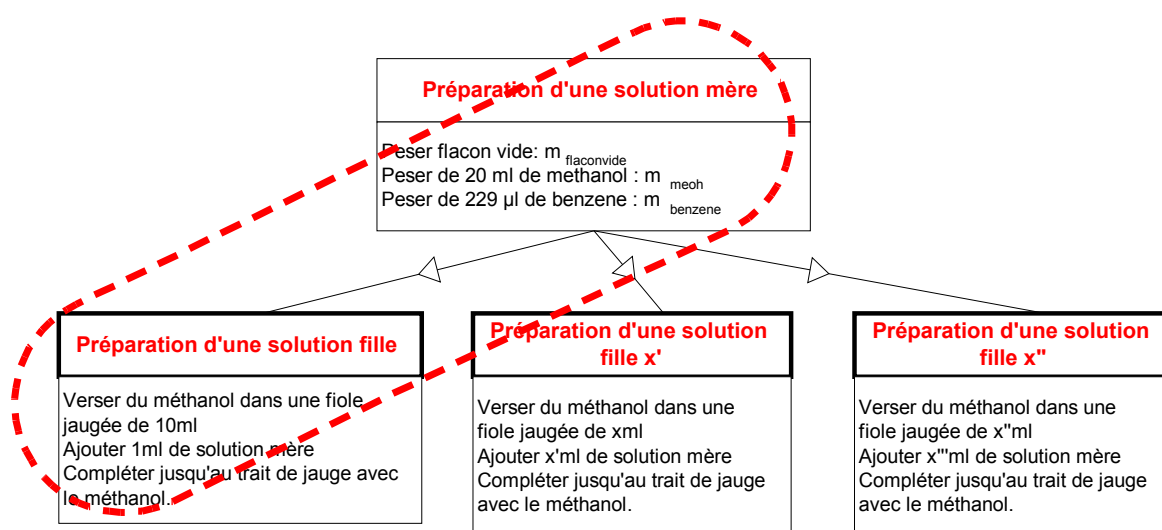 Préparation d'une solution mère
Peser flacon vide: m flaconvide
Peser de 20 ml de methanol : m meoh
Peser de 229 µl de benzene : m benzene
Préparation d'une solution fille
Verser du méthanol dans une fiole
jaugée de 10ml
Ajouter 1ml de solution mère
Compléter jusqu'au trait de jauge avec
le méthanol.
Préparation d'une solution
fille x'
Verser du méthanol dans une
fiole jaugée de xml
Ajouter x'ml de solution mère
Compléter jusqu'au trait de jauge
avec le méthanol.
Préparation d'une solution
fille x"
Verser du méthanol dans une
fiole jaugée de x"ml
Ajouter x"'ml de solution mère
Compléter jusqu'au trait de jauge
avec le méthanol.